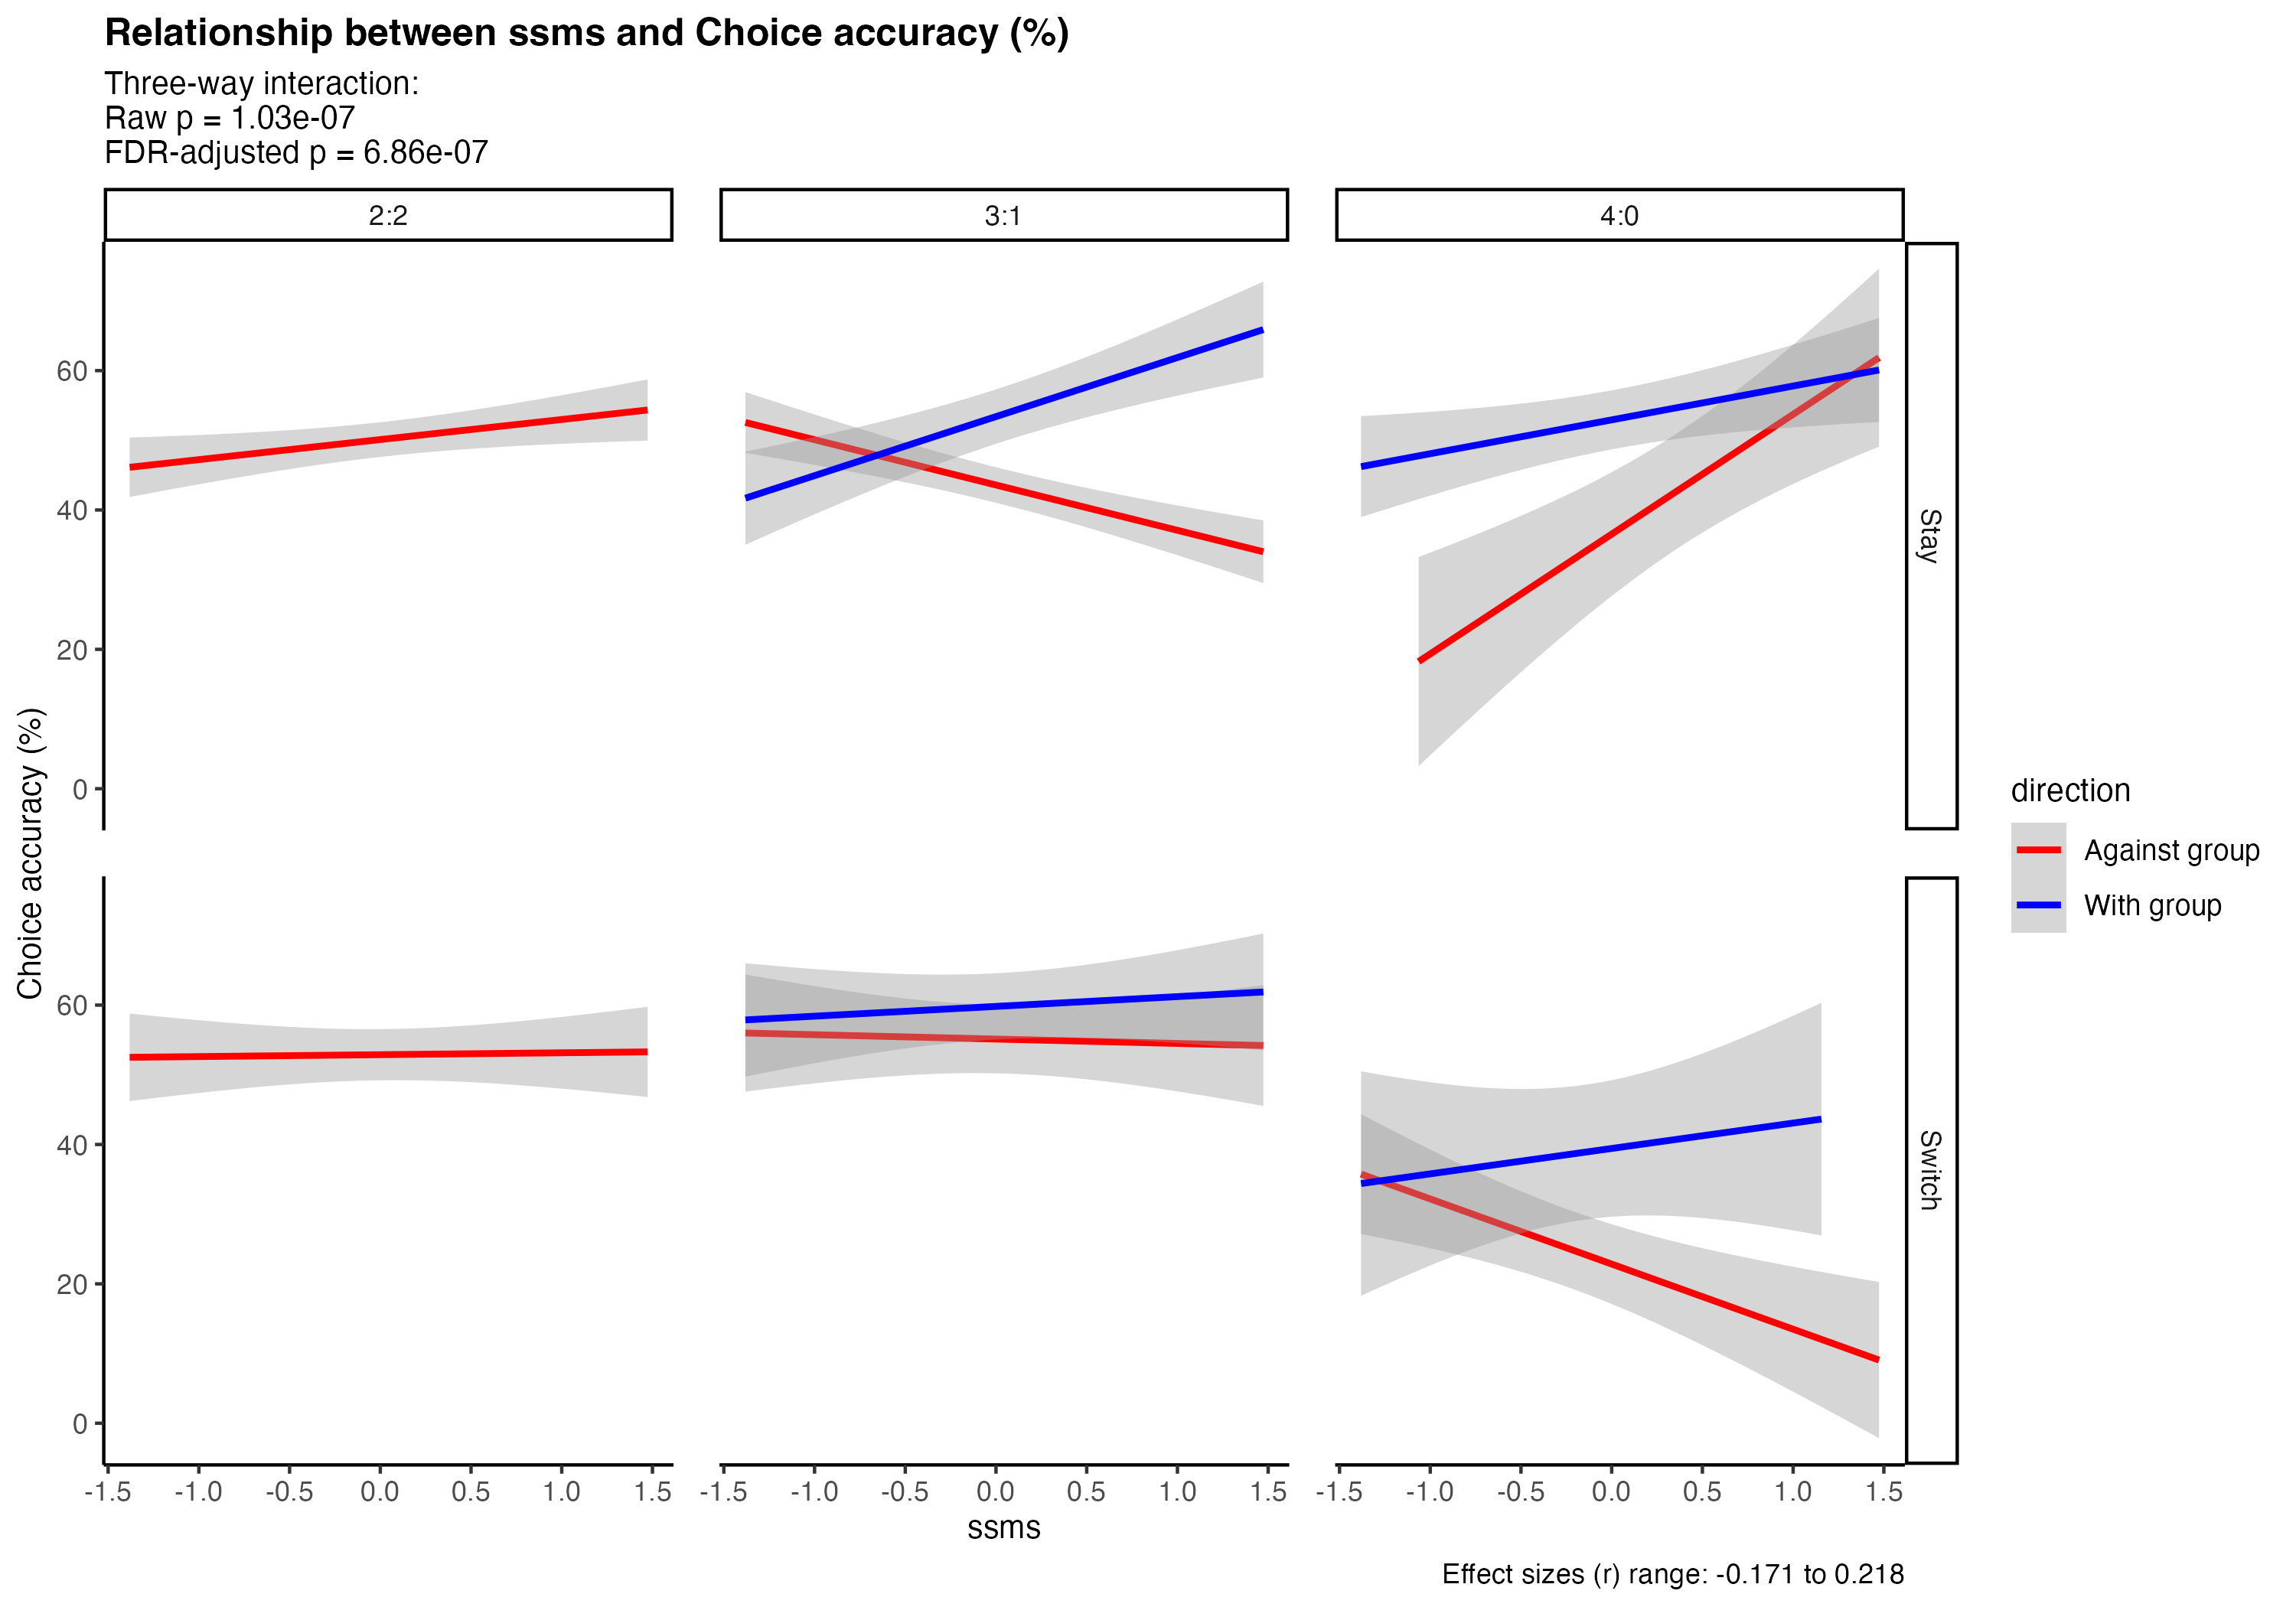 Relationship between ssms and Choice accuracy (%)
Three-way interaction:
Raw p = 1.03e-07
FDR-adjusted p = 6.86e-07
2:2
3:1
4:0
Choice accuracy (%)
60
40
20
0
Stay
60
40
20
0
Switch
direction
Against group
With group
-1.5 -1.0 -0.5 0.0 0.5 1.0 1.5
-1.5 -1.0 -0.5 0.0 0.5 1.0 1.5
-1.5 -1.0 -0.5 0.0 0.5 1.0 1.5
ssms
Effect sizes (r) range: -0.171 to 0.218